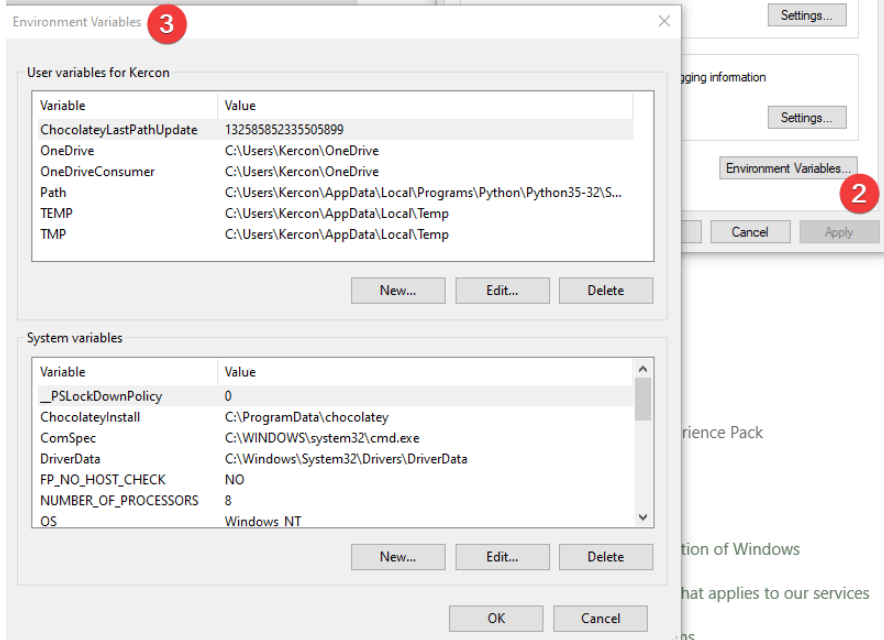 Environment Variables 3
User variables for Kercon
Variable Value
ChocolateyLastPathUpdate 132585852335505899
OneDrive C:\Users\Kercon\OneDrive
OneDriveConsumer C:\Users\Kercon\OneDrive
Path C:\Users\Kercon\AppData\Local\Programs\Python\Python35-32\S...
TEMP C:\Users\Kercon\AppData\Local\Temp
TMP C:\Users\Kercon\AppData\Local\Temp
New... Edit... Delete
System variables
Variable Value
__PSLockDownPolicy 0
ChocolateyInstall C:\ProgramData\chocolatey
ComSpec C:\WINDOWS\system32\cmd.exe
DriverData C:\Windows\System32\Drivers\DriverData
FP_NO_HOST_CHECK NO
NUMBER_OF_PROCESSORS 8
OS Windows_NT
New... Edit... Delete
OK Cancel
Settings...
gging information
Settings...
Environment Variables...
2
Cancel Apply
rience Pack
tion of Windows
hat applies to our services